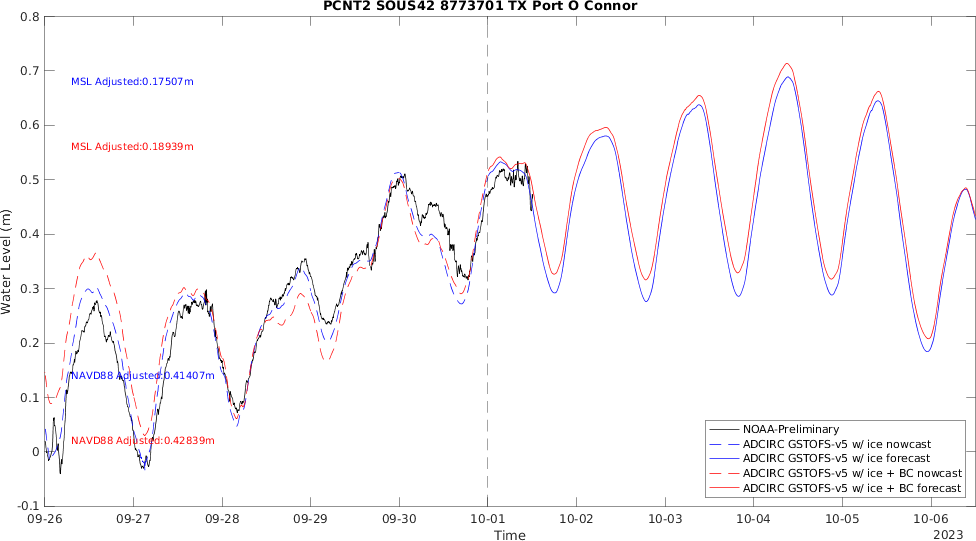 PCNT2 SOUS42 8773701 TX Port O Connor
0.8
0.7
0.6
0.5
0.4
0.3
0.2
0.1
0
-0.1
Water Level (m)
MSL Adjusted:0.17507m
MSL Adjusted:0.18939m
NAVD88 Adjusted:0.41407m
NAVD88 Adjusted:0.42839m
NOAA-Preliminary
ADCIRC GSTOFS-v5 w/ ice nowcast
ADCIRC GSTOFS-v5 w/ ice forecast
ADCIRC GSTOFS-v5 w/ ice + BC nowcast
ADCIRC GSTOFS-v5 w/ ice + BC forecast
09-26 09-27 09-28 09-29 09-30 10-01 10-02 10-03 10-04 10-05 10-06
Time
2023